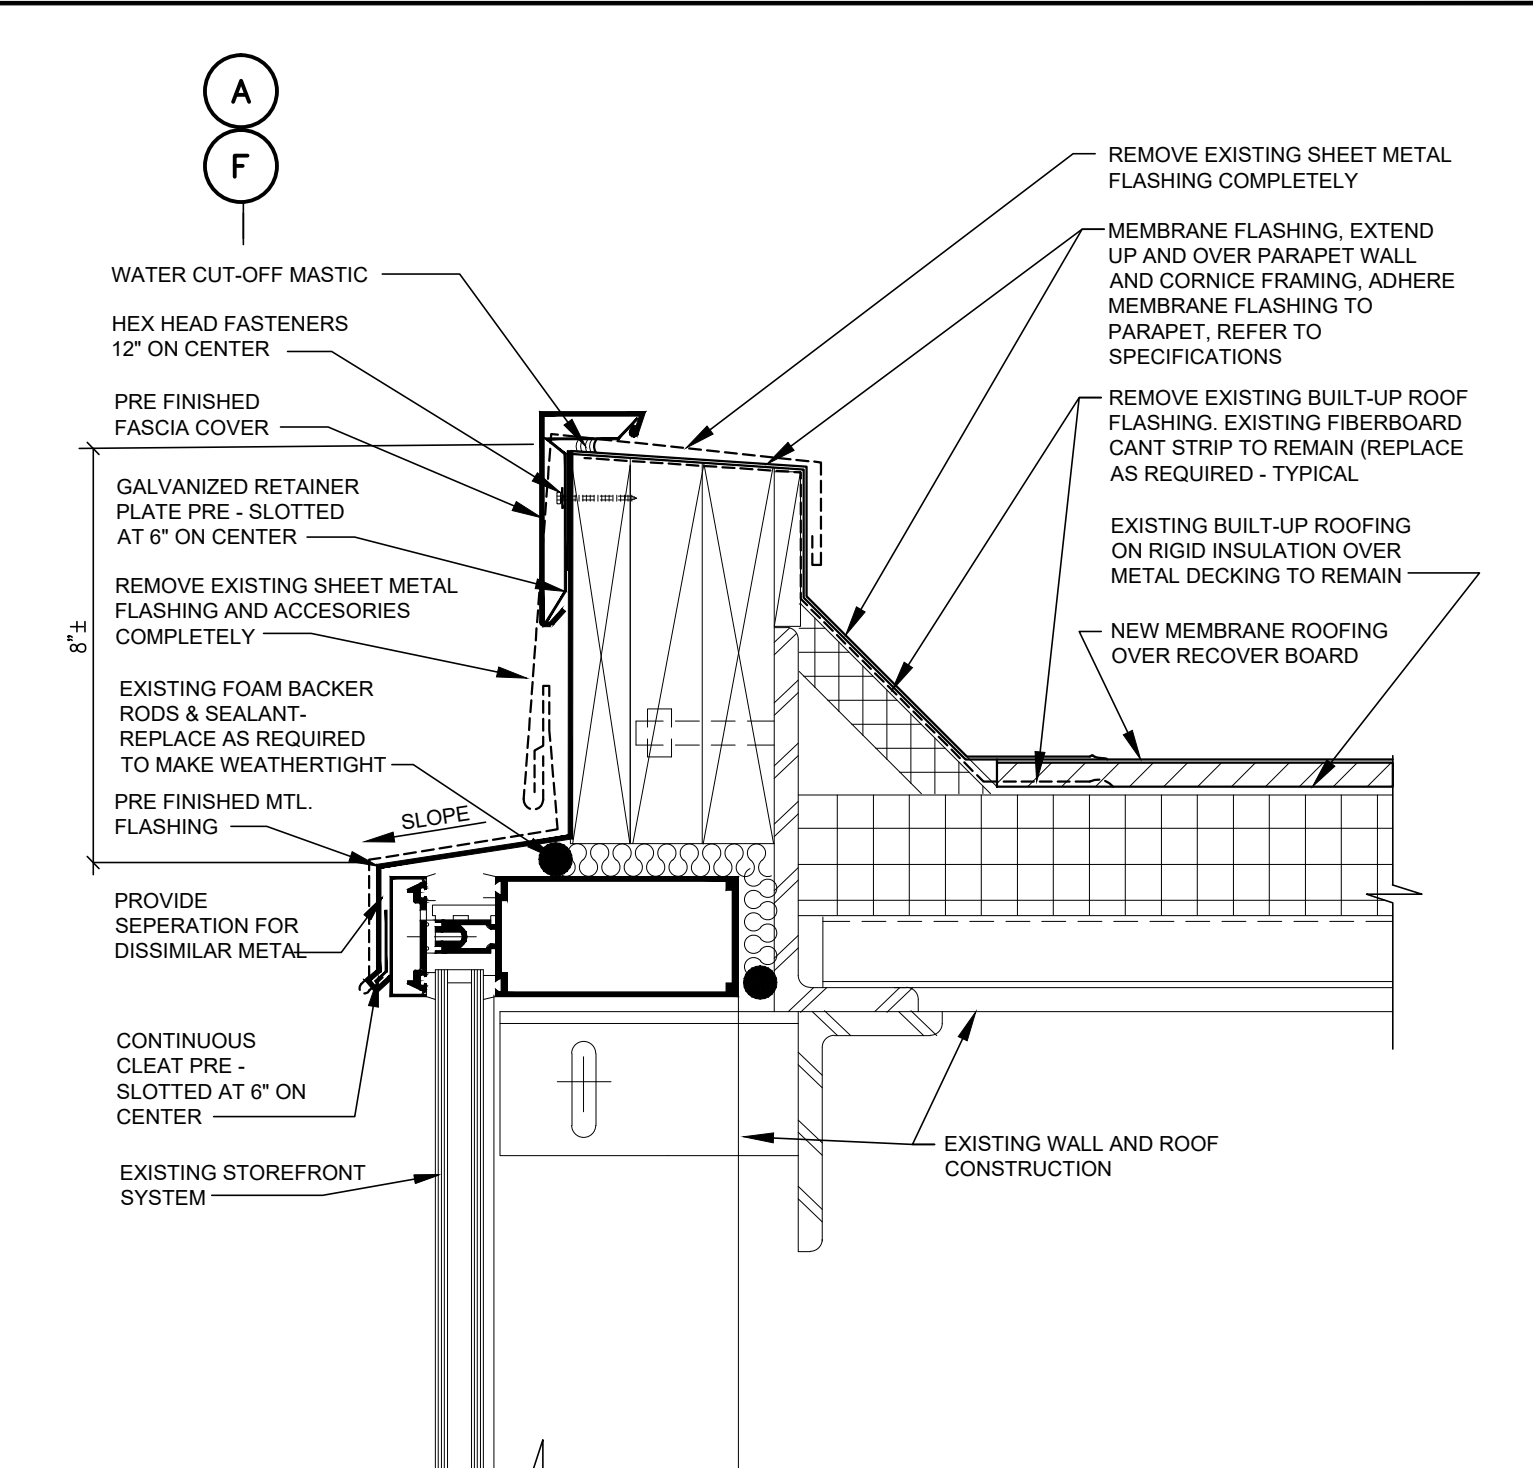 A
F
WATER CUT-OFF MASTIC
HEX HEAD FASTENERS
12" ON CENTER
PRE FINISHED
FASCIA COVER
GALVANIZED RETAINER
PLATE PRE - SLOTTED
AT 6" ON CENTER
REMOVE EXISTING SHEET METAL
FLASHING AND ACCESORIES
COMPLETELY
8"±
EXISTING FOAM BACKER
RODS & SEALANT-
REPLACE AS REQUIRED
TO MAKE WEATHERTIGHT
PRE FINISHED MTL.
FLASHING
SLOPE
PROVIDE
SEPERATION FOR
DISSIMILAR METAL
CONTINUOUS
CLEAT PRE -
SLOTTED AT 6" ON
CENTER
EXISTING STOREFRONT
SYSTEM
REMOVE EXISTING SHEET METAL
FLASHING COMPLETELY
MEMBRANE FLASHING, EXTEND
UP AND OVER PARAPET WALL
AND CORNICE FRAMING, ADHERE
MEMBRANE FLASHING TO
PARAPET, REFER TO
SPECIFICATIONS
REMOVE EXISTING BUILT-UP ROOF
FLASHING. EXISTING FIBERBOARD
CANT STRIP TO REMAIN (REPLACE
AS REQUIRED - TYPICAL
EXISTING BUILT-UP ROOFING
ON RIGID INSULATION OVER
METAL DECKING TO REMAIN
NEW MEMBRANE ROOFING
OVER RECOVER BOARD
EXISTING WALL AND ROOF
CONSTRUCTION